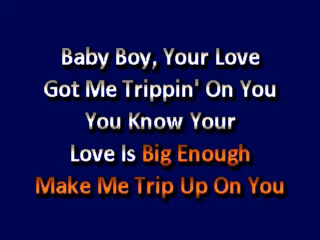 Baby Boy, Your Love
Got Me Trippin' On You
You Know Your
Love Is Big Enough
Make Me Trip Up On You